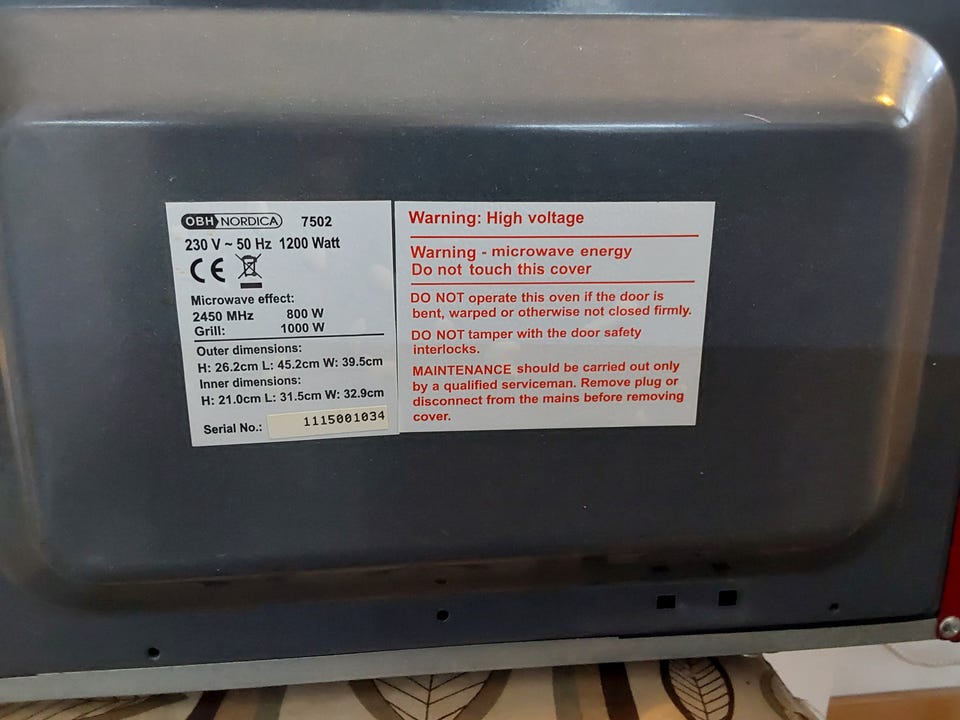 OBH NORDICA 7502
230 V ~ 50 Hz 1200 Watt
CE
Microwave effect:
2450 MHz 800 W
Grill: 1000 W
Outer dimensions:
H: 26.2cm L: 45.2cm W: 39.5cm
Inner dimensions:
H: 21.0cm L: 31.5cm W: 32.9cm
Serial No.: 1115001034
Warning: High voltage
Warning - microwave energy
Do not touch this cover
DO NOT operate this oven if the door is
bent, warped or otherwise not closed firmly.
DO NOT tamper with the door safety
interlocks.
MAINTENANCE should be carried out only
by a qualified serviceman. Remove plug or
disconnect from the mains before removing
cover.